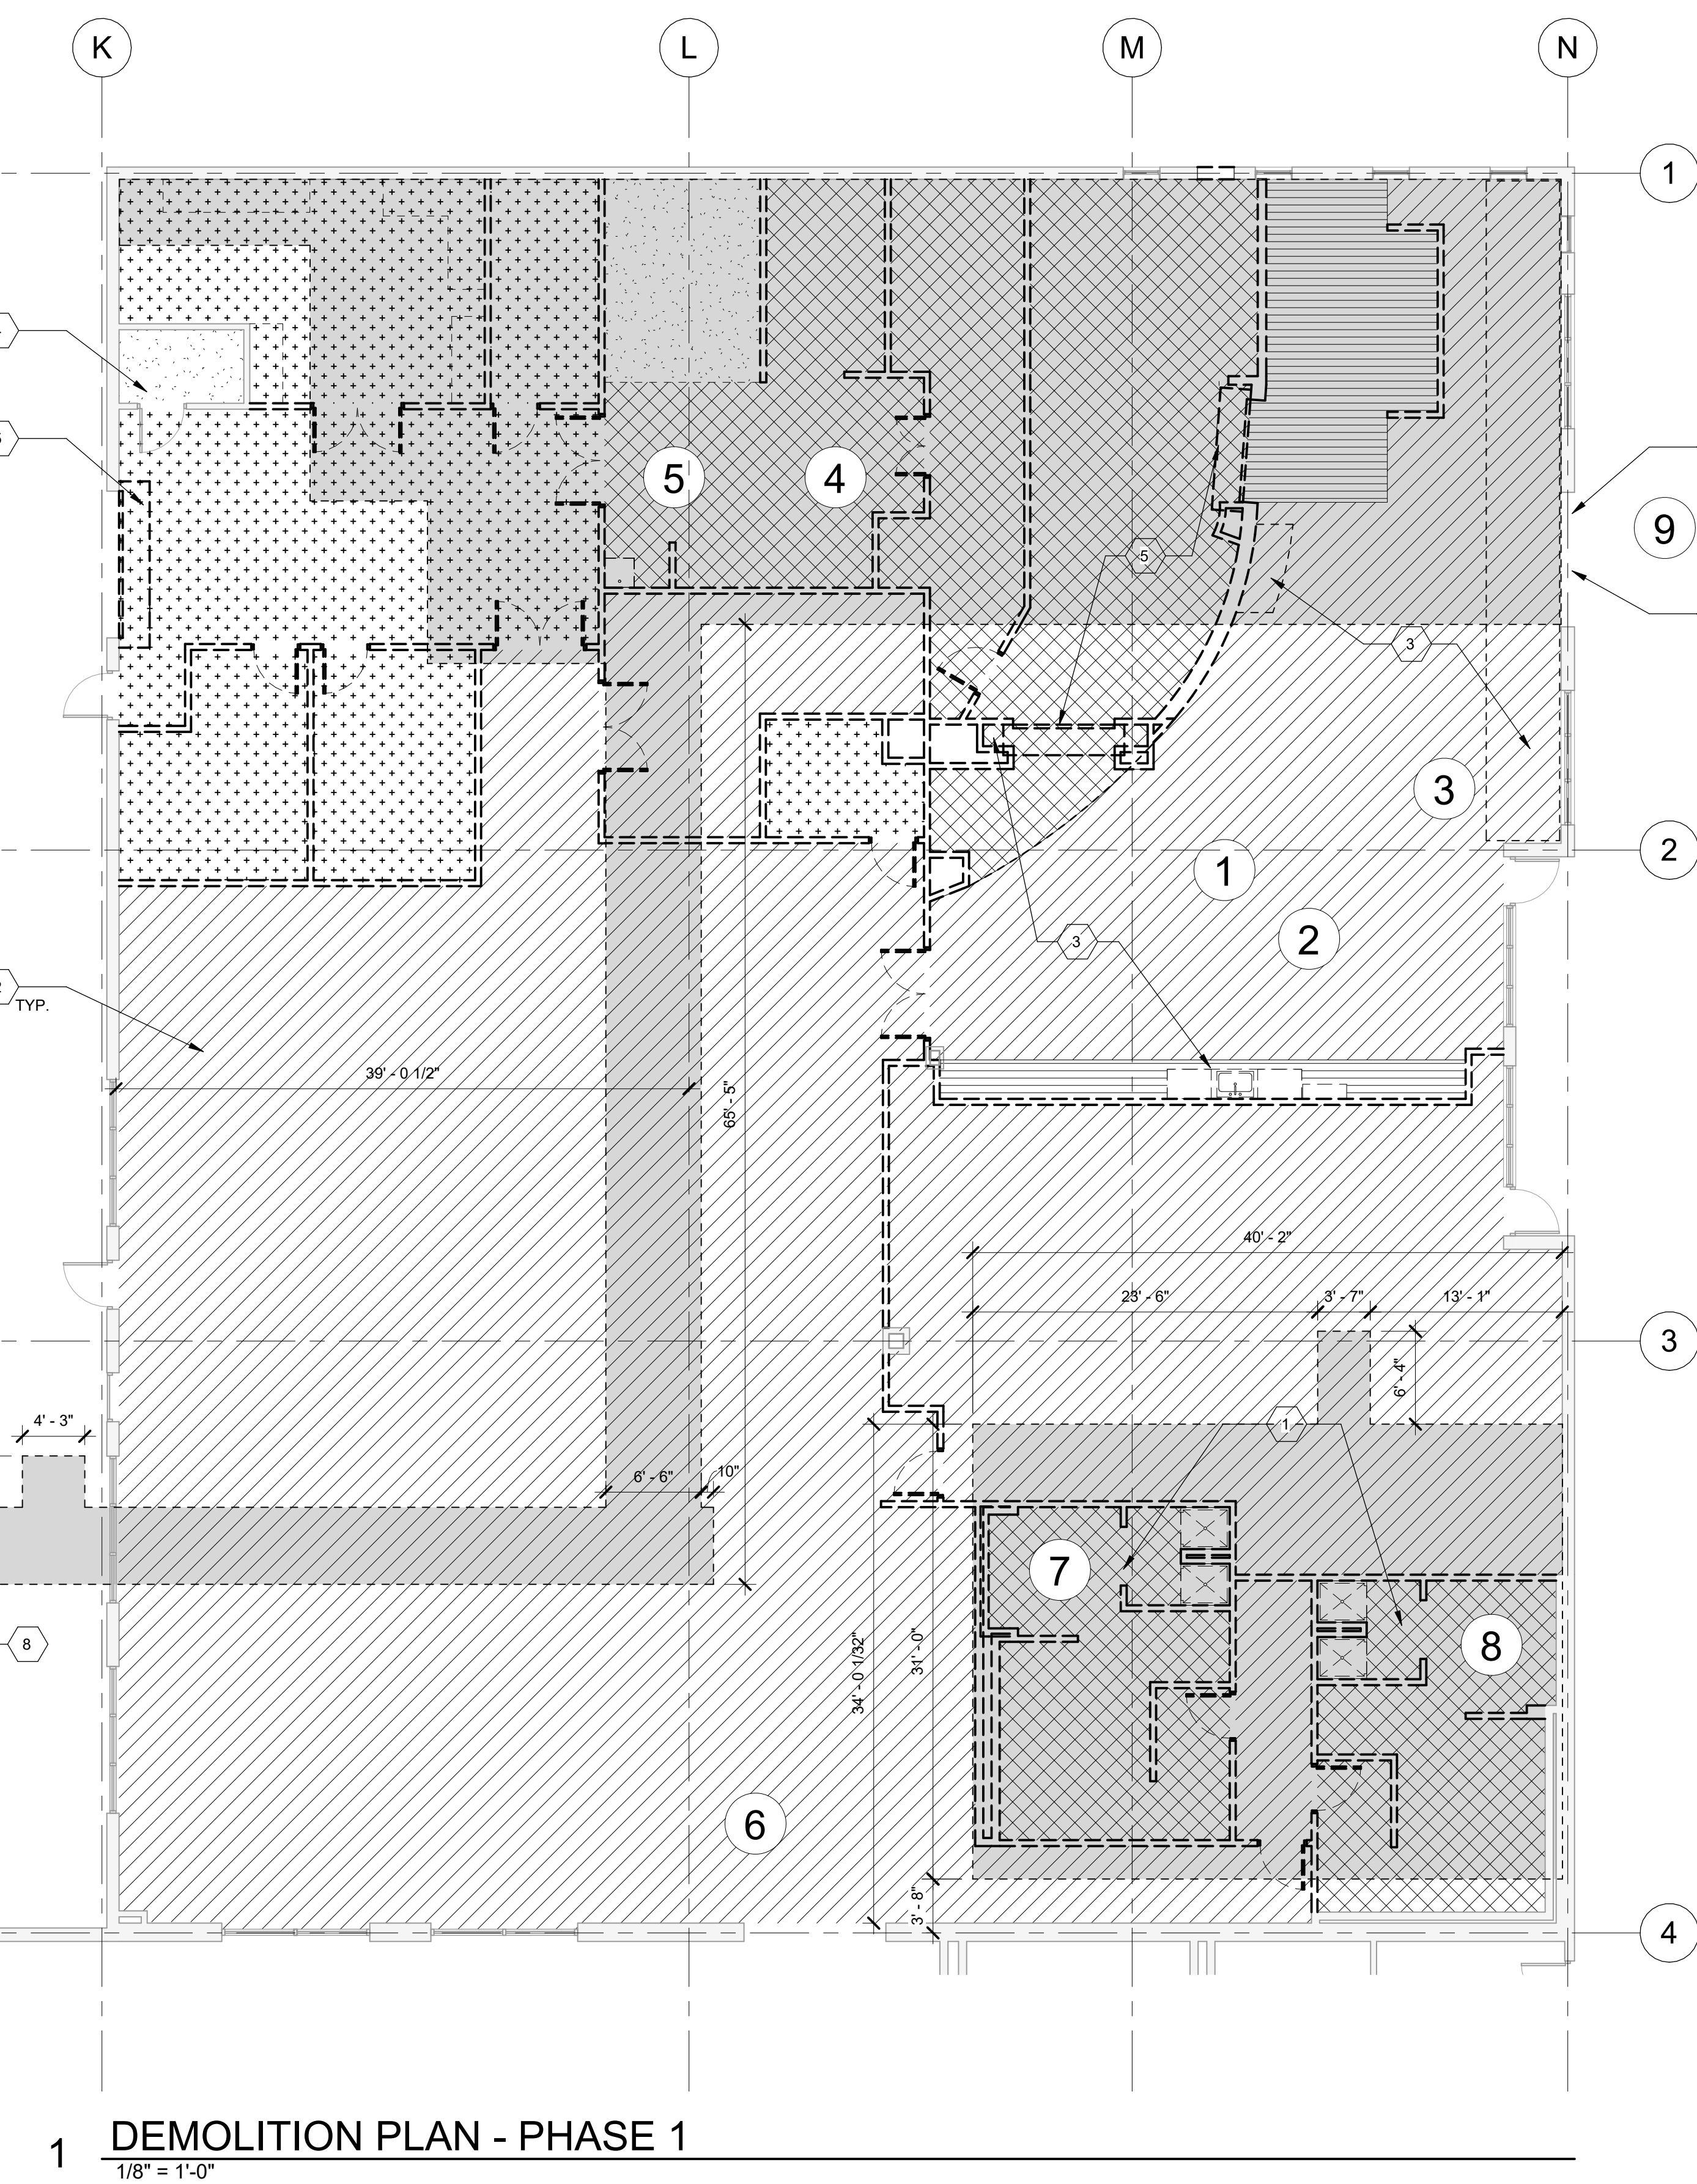 K L M N
1
5 4
5
9
3
3
1
2
2
3
TYP.
39' - 0 1/2"
65' - 5"
40' - 2"
23' - 6" 3' - 7" 13' - 1"
3
6' - 4"
4' - 3"
1
6' - 6" 10"
7
8
8
34' - 0 1/32"
31' - 0"
6
3' - 8"
4
1 DEMOLITION PLAN - PHASE 1
1/8" = 1'-0"